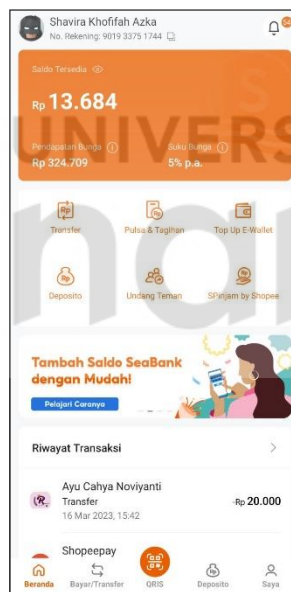 Shavira Khofifah Azka
No. Rekening: 9019 3375 1744
54
Saldo Tersedia
Rp 13.684
Pendapatan Bunga
Suku Bunga
Rp 324.709
5% p.a.
UNIVERS
Transfer
Pulsa & Tagihan
Top Up E-Wallet
Deposito
Undang Teman
SPinjam by Shopee
Tambah Saldo SeaBank
dengan Mudah!
Pelajari Caranya
Riwayat Transaksi
Ayu Cahya Noviyanti
Transfer
-Rp 20.000
16 Mar 2023, 15:42
Shopeepay
Beranda
Bayar/Transfer
QRIS
Deposito
Saya